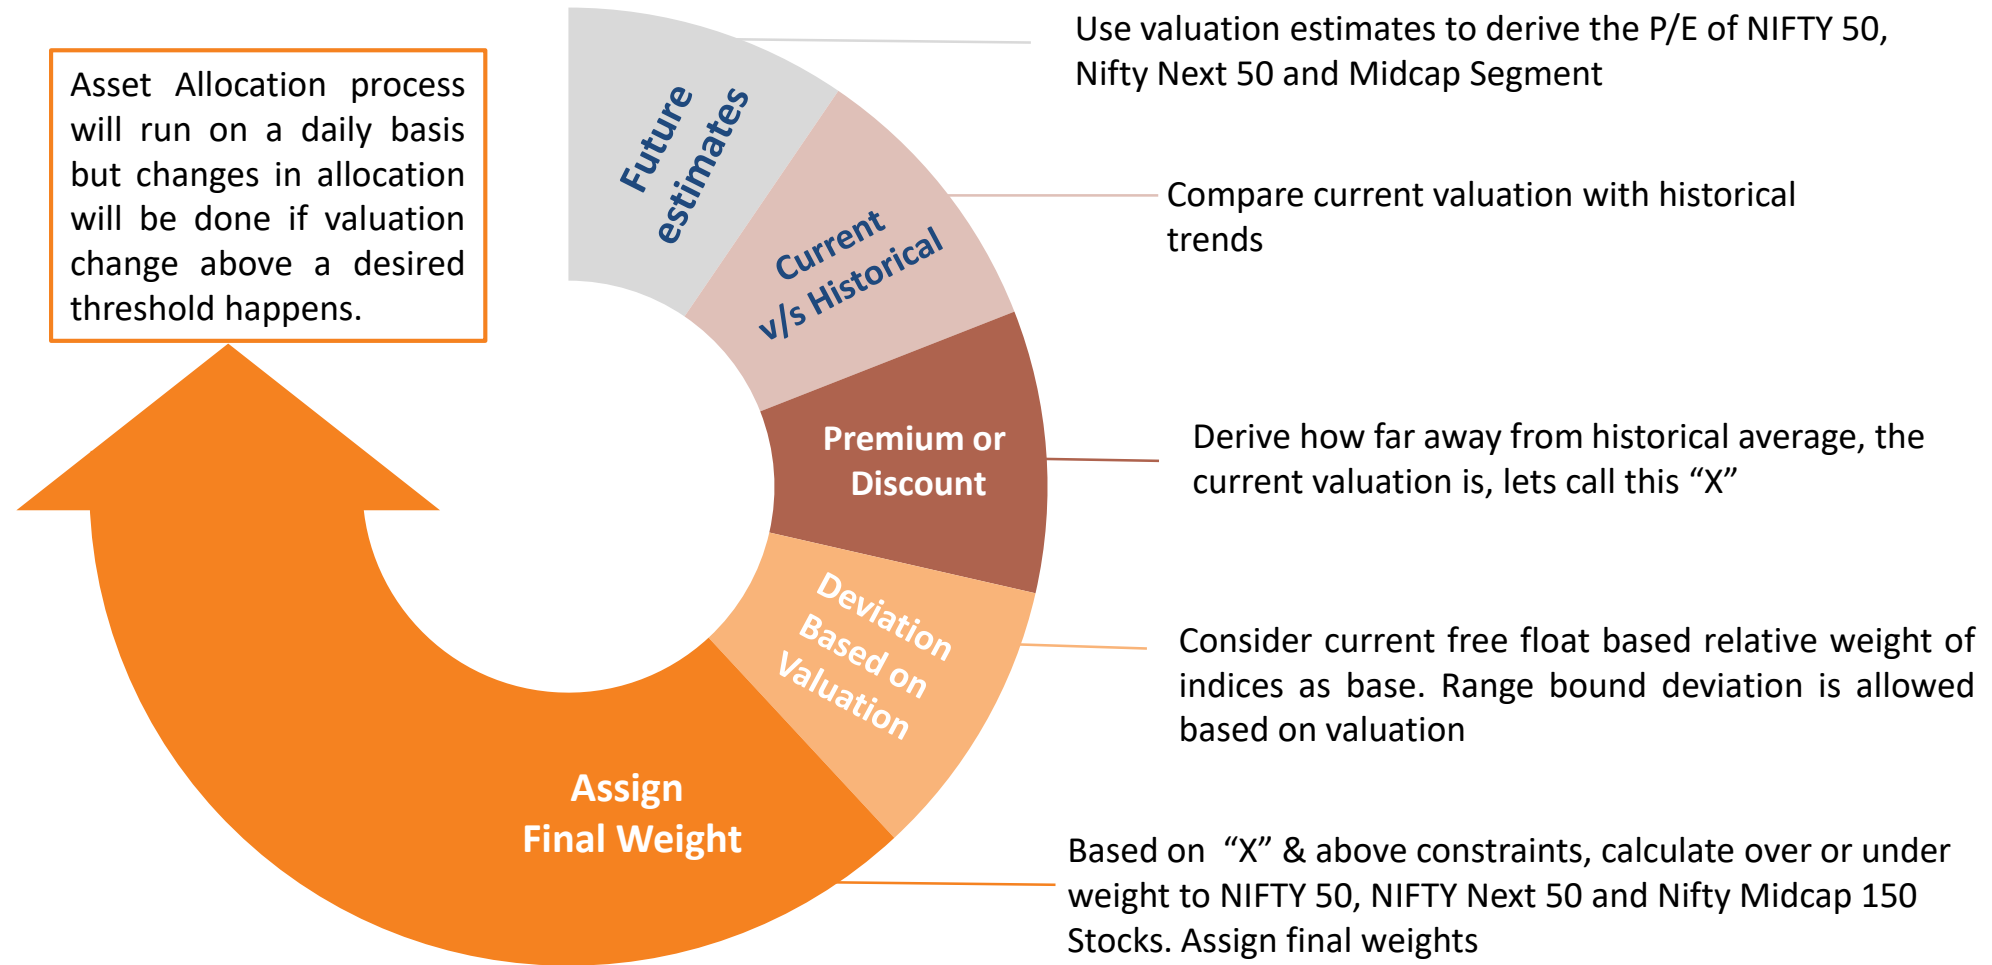 Asset Allocation process
will run on a daily basis
but changes in allocation
will be done if valuation
change above a desired
threshold happens.
Future
estimates
Use valuation estimates to derive the P/E of NIFTY 50,
Nifty Next 50 and Midcap Segment
Current
v/s Historical
Compare current valuation with historical
trends
Premium or
Discount
Derive how far away from historical average, the
current valuation is, lets call this “X”
Deviation
Based on
Valuation
Consider current free float based relative weight of
indices as base. Range bound deviation is allowed
based on valuation
Assign
Final Weight
Based on “X” & above constraints, calculate over or under
weight to NIFTY 50, NIFTY Next 50 and Nifty Midcap 150
Stocks. Assign final weights